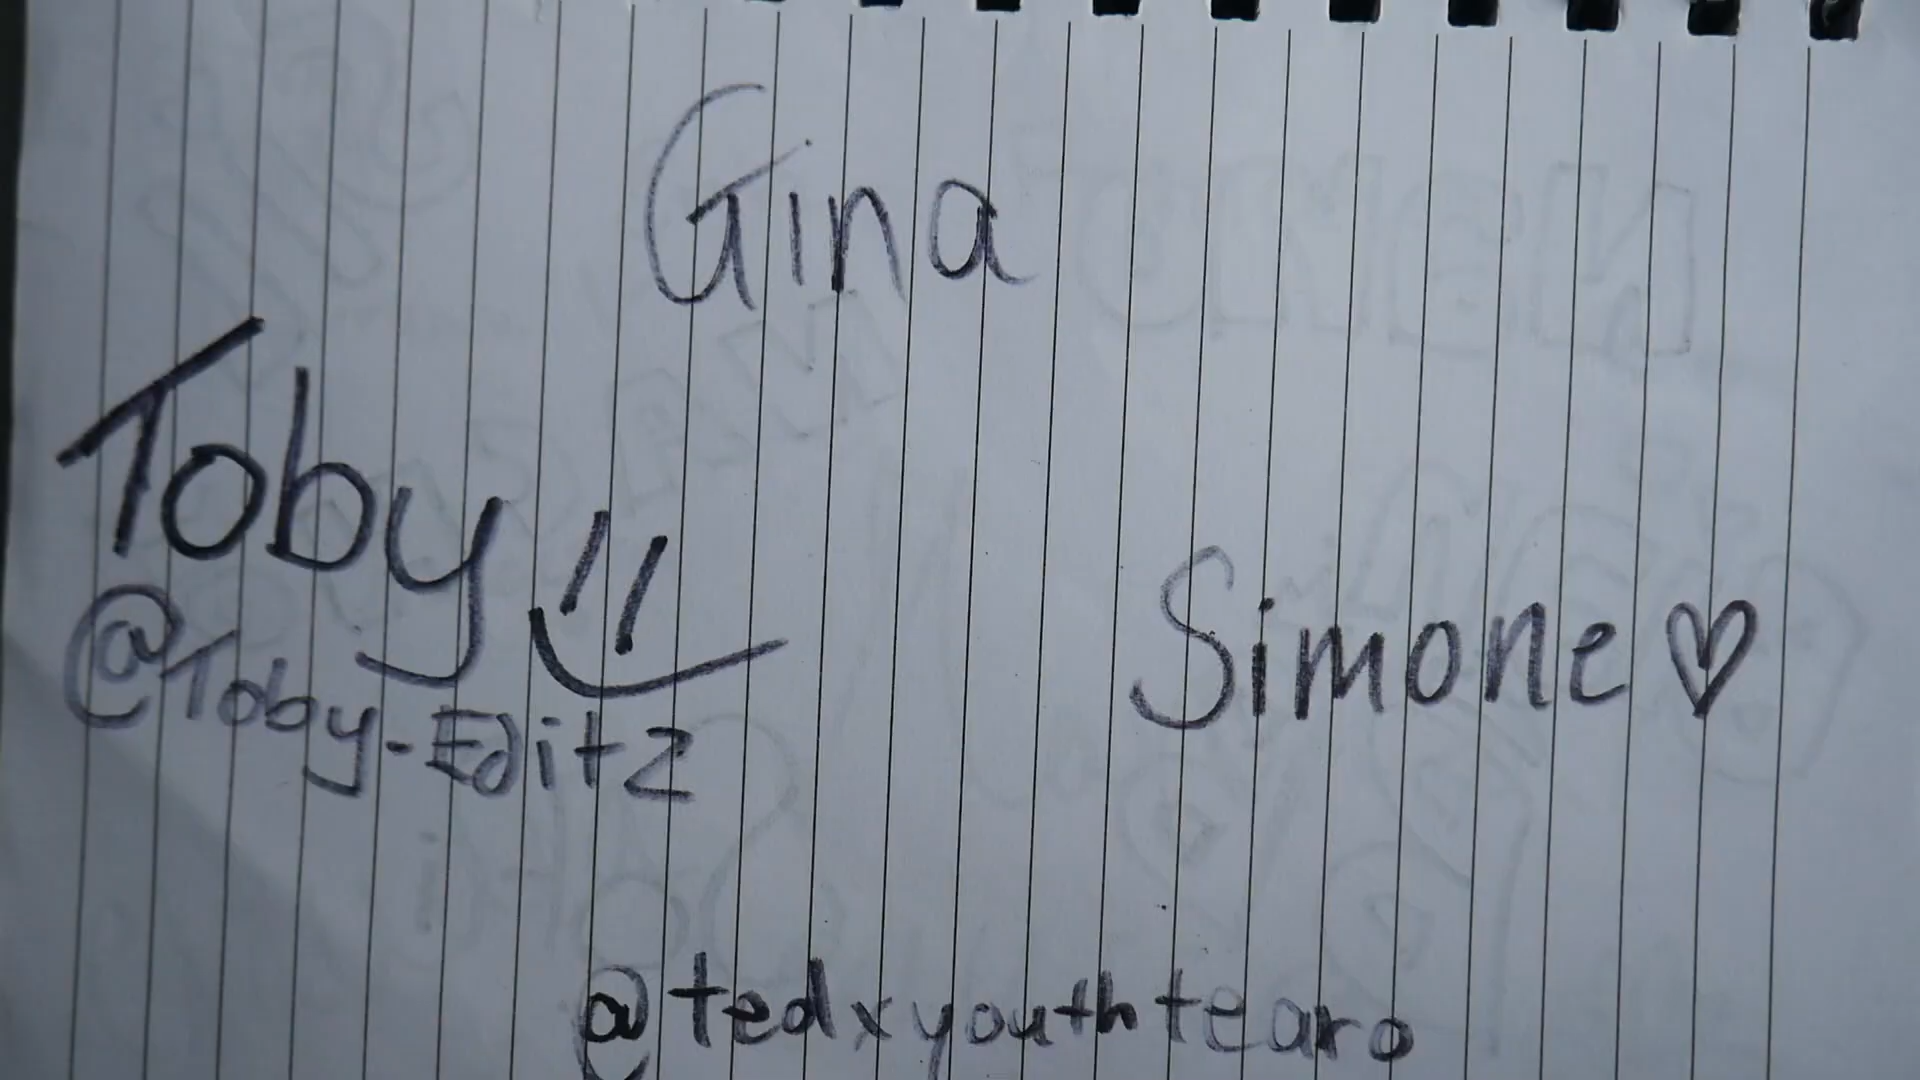 Gina
Toby
@Toby-Editz
Simone ♡
@tedxyouthtearo